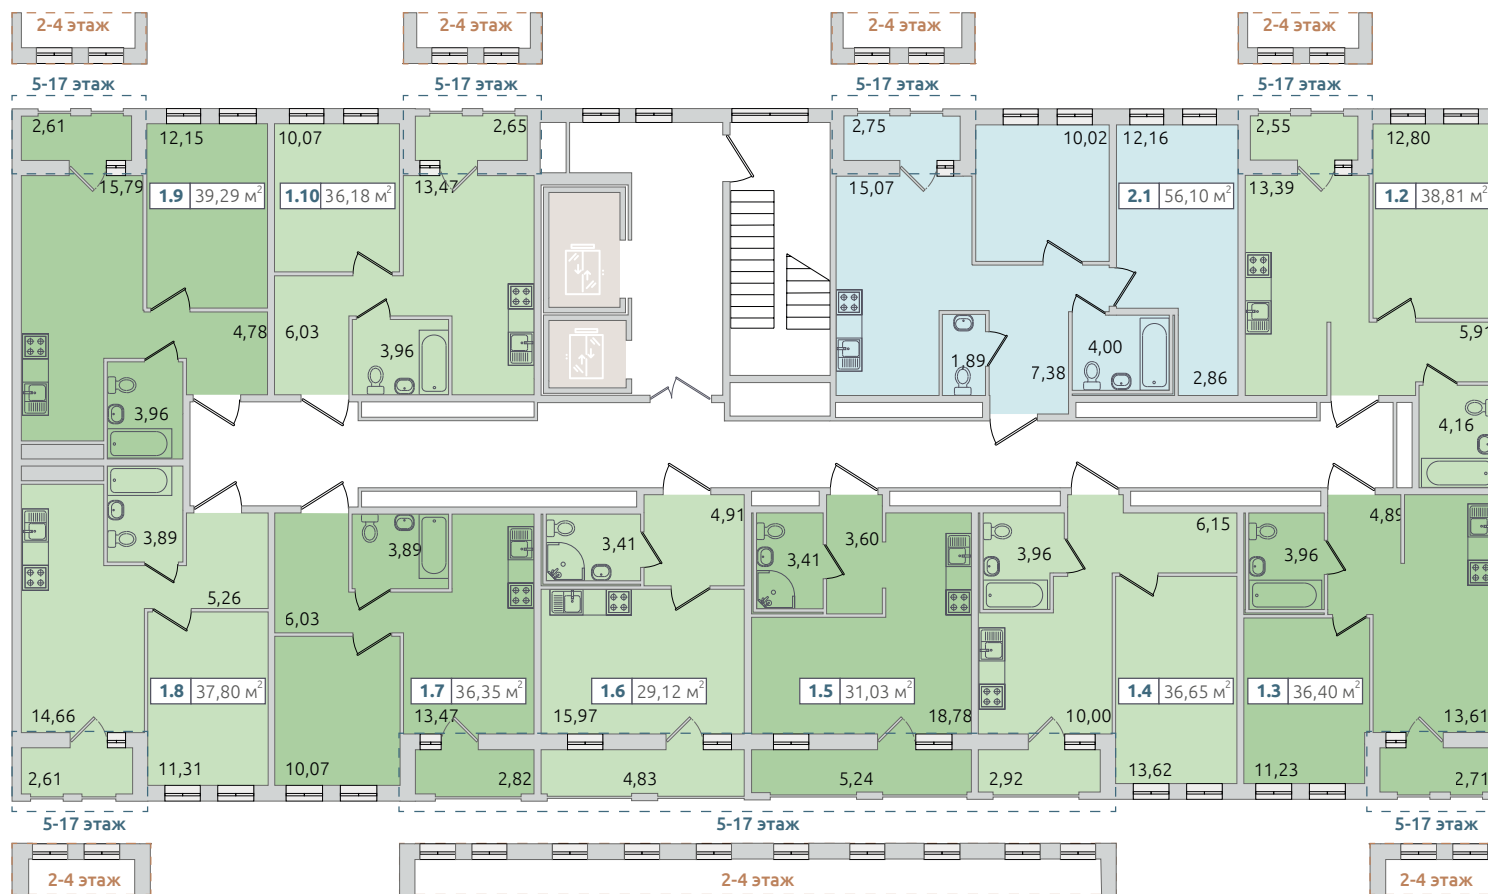 2-4 этаж
2-4 этаж
2-4 этаж
2-4 этаж
5-17 этаж
5-17 этаж
5-17 этаж
5-17 этаж
2,61
12,15
10,07
2,65
2,75
10,02
12,16
2,55
12,80
15,79
1.9 39,29 м²
1.10 36,18 м²
13,47
15,07
2.1 56,10 м²
13,39
1.2 38,81 м²
4,78
6,03
3,96
1,89
7,38
4,00
2,86
5,91
3,96
4,16
3,89
3,89
3,41
4,91
3,41
3,60
3,96
6,15
3,96
4,89
5,26
6,03
1.8 37,80 м²
1.7 36,35 м²
1.6 29,12 м²
1.5 31,03 м²
1.4 36,65 м²
1.3 36,40 м²
14,66
13,47
15,97
18,78
10,00
13,61
2,61
11,31
10,07
2,82
4,83
5,24
2,92
13,62
11,23
2,71
5-17 этаж
5-17 этаж
5-17 этаж
2-4 этаж
2-4 этаж
2-4 этаж